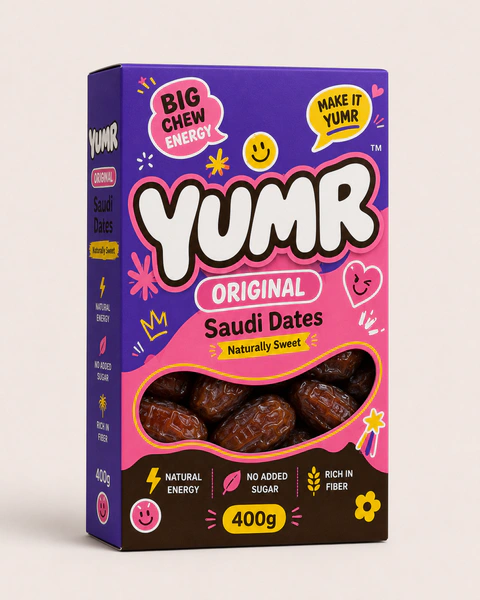 BIG
CHEW
ENERGY
MAKE IT
YUMR
TM
YUMR
ORIGINAL
Saudi Dates
Naturally Sweet
NATURAL
ENERGY
NO ADDED
SUGAR
RICH IN
FIBER
400g
YUMR
ORIGINAL
Saudi
Dates
Naturally Sweet
NATURAL
ENERGY
NO ADDED
SUGAR
RICH IN
FIBER
400g